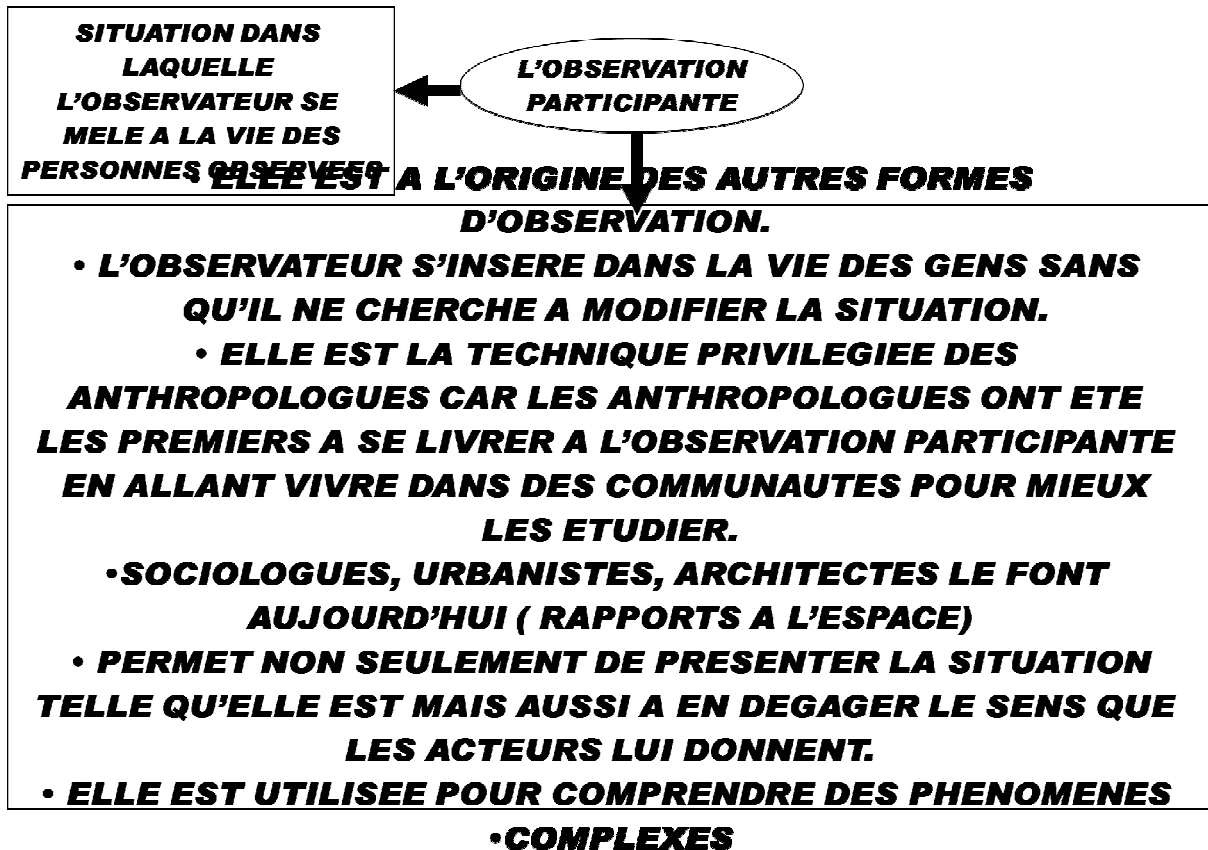 SITUATION DANS
LAQUELLE
L'OBSERVATEUR SE
MELE A LA VIE DES
PERSONNES OBSERVEES
L'OBSERVATION
PARTICIPANTE
• ELLE EST A L'ORIGINE DES AUTRES FORMES
D'OBSERVATION.
• L'OBSERVATEUR S'INSERE DANS LA VIE DES GENS SANS
QU'IL NE CHERCHE A MODIFIER LA SITUATION.
• ELLE EST LA TECHNIQUE PRIVILEGIEE DES
ANTHROPOLOGUES CAR LES ANTHROPOLOGUES ONT ETE
LES PREMIERS A SE LIVRER A L'OBSERVATION PARTICIPANTE
EN ALLANT VIVRE DANS DES COMMUNAUTES POUR MIEUX
LES ETUDIER.
•SOCIOLOGUES, URBANISTES, ARCHITECTES LE FONT
AUJOURD'HUI ( RAPPORTS A L'ESPACE)
• PERMET NON SEULEMENT DE PRESENTER LA SITUATION
TELLE QU'ELLE EST MAIS AUSSI A EN DEGAGER LE SENS QUE
LES ACTEURS LUI DONNENT.
• ELLE EST UTILISEE POUR COMPRENDRE DES PHENOMENES
•COMPLEXES